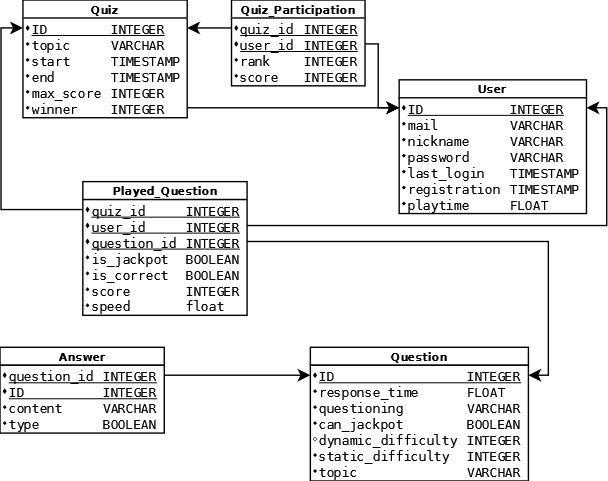 Quiz
ID INTEGER
topic VARCHAR
start TIMESTAMP
end TIMESTAMP
max_score INTEGER
winner INTEGER
Quiz_Participation
quiz_id INTEGER
user_id INTEGER
rank INTEGER
score INTEGER
User
ID INTEGER
mail VARCHAR
nickname VARCHAR
password VARCHAR
last_login TIMESTAMP
registration TIMESTAMP
playtime FLOAT
Played_Question
quiz_id INTEGER
user_id INTEGER
question_id INTEGER
is_jackpot BOOLEAN
is_correct BOOLEAN
score INTEGER
speed float
Answer
question_id INTEGER
ID INTEGER
content VARCHAR
type BOOLEAN
Question
ID INTEGER
response_time FLOAT
questioning VARCHAR
can_jackpot BOOLEAN
dynamic_difficulty INTEGER
static_difficulty INTEGER
topic VARCHAR